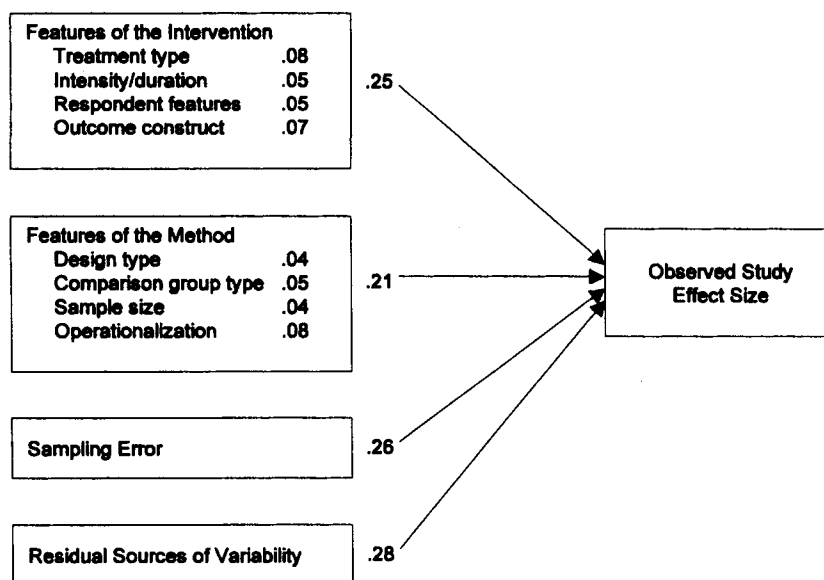 Features of the Intervention
Treatment type .08
Intensity/duration .05
Respondent features .05
Outcome construct .07
.25
Features of the Method
Design type .04
Comparison group type .05
Sample size .04
Operationalization .08
.21
Observed Study
Effect Size
Sampling Error
.26
Residual Sources of Variability
.28